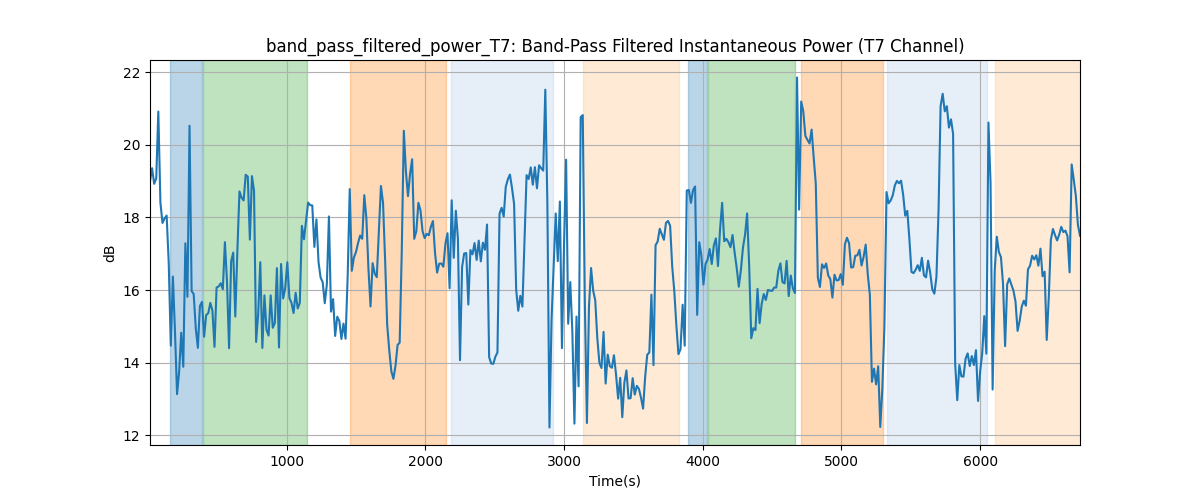 band_pass_filtered_power_T7: Band-Pass Filtered Instantaneous Power (T7 Channel)
22
20
18
16
14
12
dB
1000 2000 3000 4000 5000 6000
Time(s)